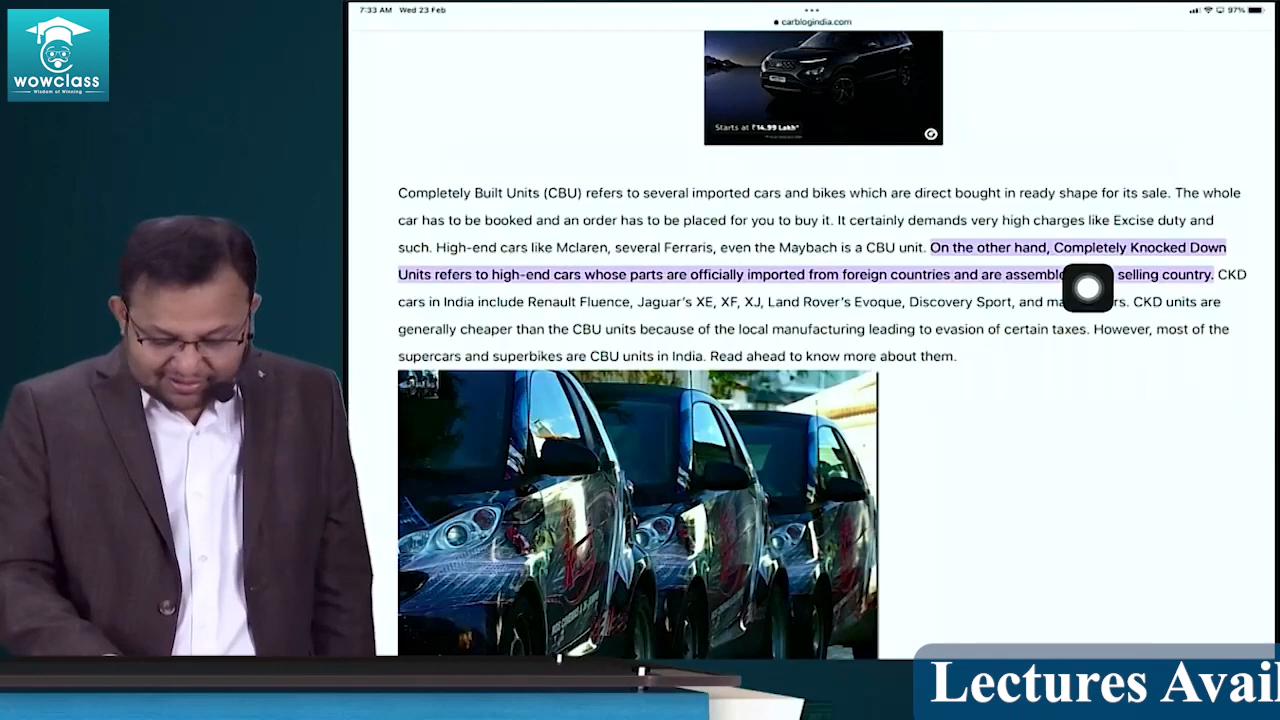 7:33 AM Wed 23 Feb
97%
carblogindia.com
wowclass
Wisdom of Winning
Starts at ₹14.99 Lakh*
Completely Built Units (CBU) refers to several imported cars and bikes which are direct bought in ready shape for its sale. The whole
car has to be booked and an order has to be placed for you to buy it. It certainly demands very high charges like Excise duty and
such. High-end cars like Mclaren, several Ferraris, even the Maybach is a CBU unit. On the other hand, Completely Knocked Down
Units refers to high-end cars whose parts are officially imported from foreign countries and are assemble selling country. CKD
cars in India include Renault Fluence, Jaguar's XE, XF, XJ, Land Rover's Evoque, Discovery Sport, and ma rs. CKD units are
generally cheaper than the CBU units because of the local manufacturing leading to evasion of certain taxes. However, most of the
supercars and superbikes are CBU units in India. Read ahead to know more about them.
Lectures Avail